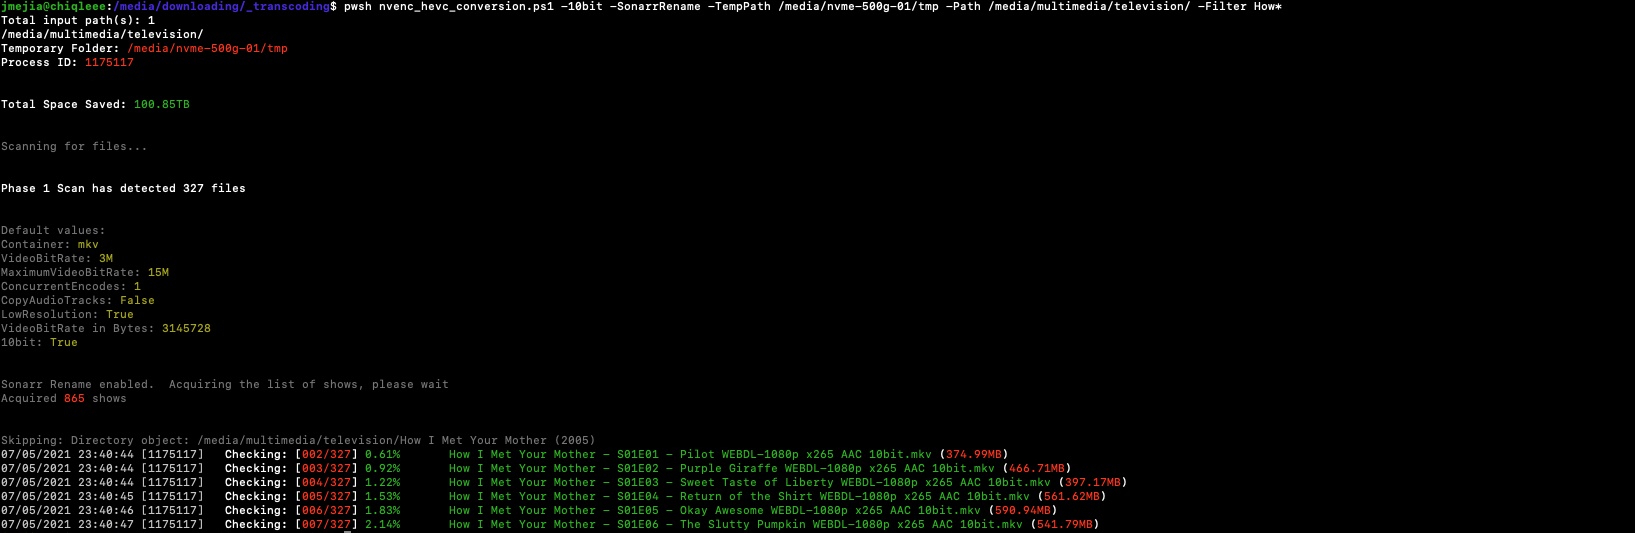 jmejia@chiqleee:/media/downloading/_transcoding$ pwsh nvenc_hevc_conversion.ps1 -10bit -SonarrRename -TempPath /media/nvme-500g-01/tmp -Path /media/multimedia/television/ -Filter How*
Total input path(s): 1
/media/multimedia/television/
Temporary Folder: /media/nvme-500g-01/tmp
Process ID: 1175117
Total Space Saved: 100.85TB
Scanning for files...
Phase 1 Scan has detected 327 files
Default values:
Container: mkv
VideoBitRate: 3M
MaximumVideoBitRate: 15M
ConcurrentEncodes: 1
CopyAudioTracks: False
LowResolution: True
VideoBitRate in Bytes: 3145728
10bit: True
Sonarr Rename enabled.  Acquiring the list of shows, please wait
Acquired 865 shows
Skipping: Directory object: /media/multimedia/television/How I Met Your Mother (2005)
07/05/2021 23:40:44 [1175117]   Checking: [002/327] 0.61%       How I Met Your Mother - S01E01 - Pilot WEBDL-1080p x265 AAC 10bit.mkv (374.99MB)
07/05/2021 23:40:44 [1175117]   Checking: [003/327] 0.92%       How I Met Your Mother - S01E02 - Purple Giraffe WEBDL-1080p x265 AAC 10bit.mkv (466.71MB)
07/05/2021 23:40:44 [1175117]   Checking: [004/327] 1.22%       How I Met Your Mother - S01E03 - Sweet Taste of Liberty WEBDL-1080p x265 AAC 10bit.mkv (397.17MB)
07/05/2021 23:40:45 [1175117]   Checking: [005/327] 1.53%       How I Met Your Mother - S01E04 - Return of the Shirt WEBDL-1080p x265 AAC 10bit.mkv (561.62MB)
07/05/2021 23:40:46 [1175117]   Checking: [006/327] 1.83%       How I Met Your Mother - S01E05 - Okay Awesome WEBDL-1080p x265 AAC 10bit.mkv (590.94MB)
07/05/2021 23:40:47 [1175117]   Checking: [007/327] 2.14%       How I Met Your Mother - S01E06 - The Slutty Pumpkin WEBDL-1080p x265 AAC 10bit.mkv (541.79MB)